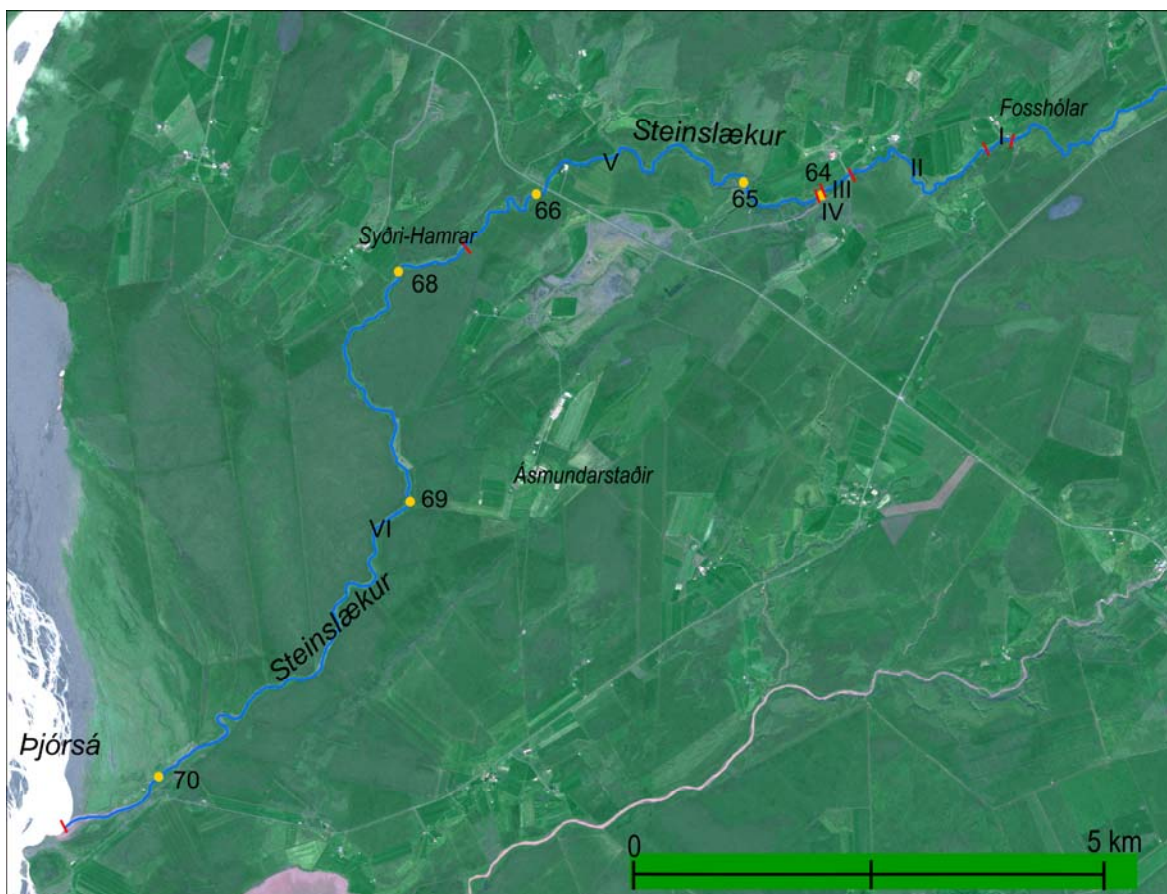 Fosshólar
I
Steinslækur
V
64
II
III
65
IV
66
Syðri-Hamrar
68
Ásmundarstaðir
69
VI
Steinslækur
Þjórsá
70
0
5 km